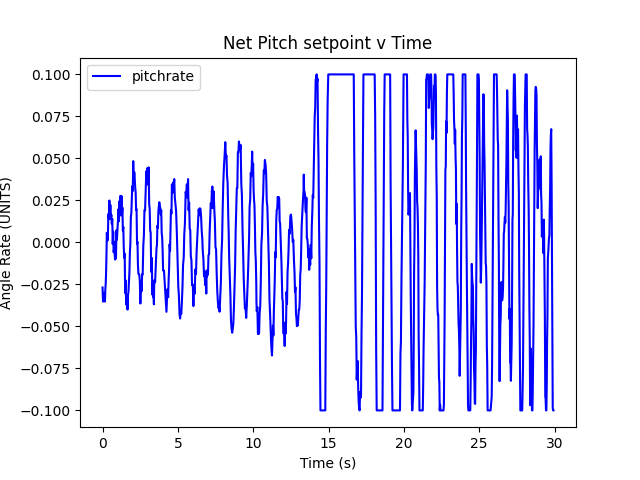 Net Pitch setpoint v Time
pitchrate
0.100
0.075
0.050
0.025
0.000
−0.025
−0.050
−0.075
−0.100
Angle Rate (UNITS)
0 5 10 15 20 25 30
Time (s)